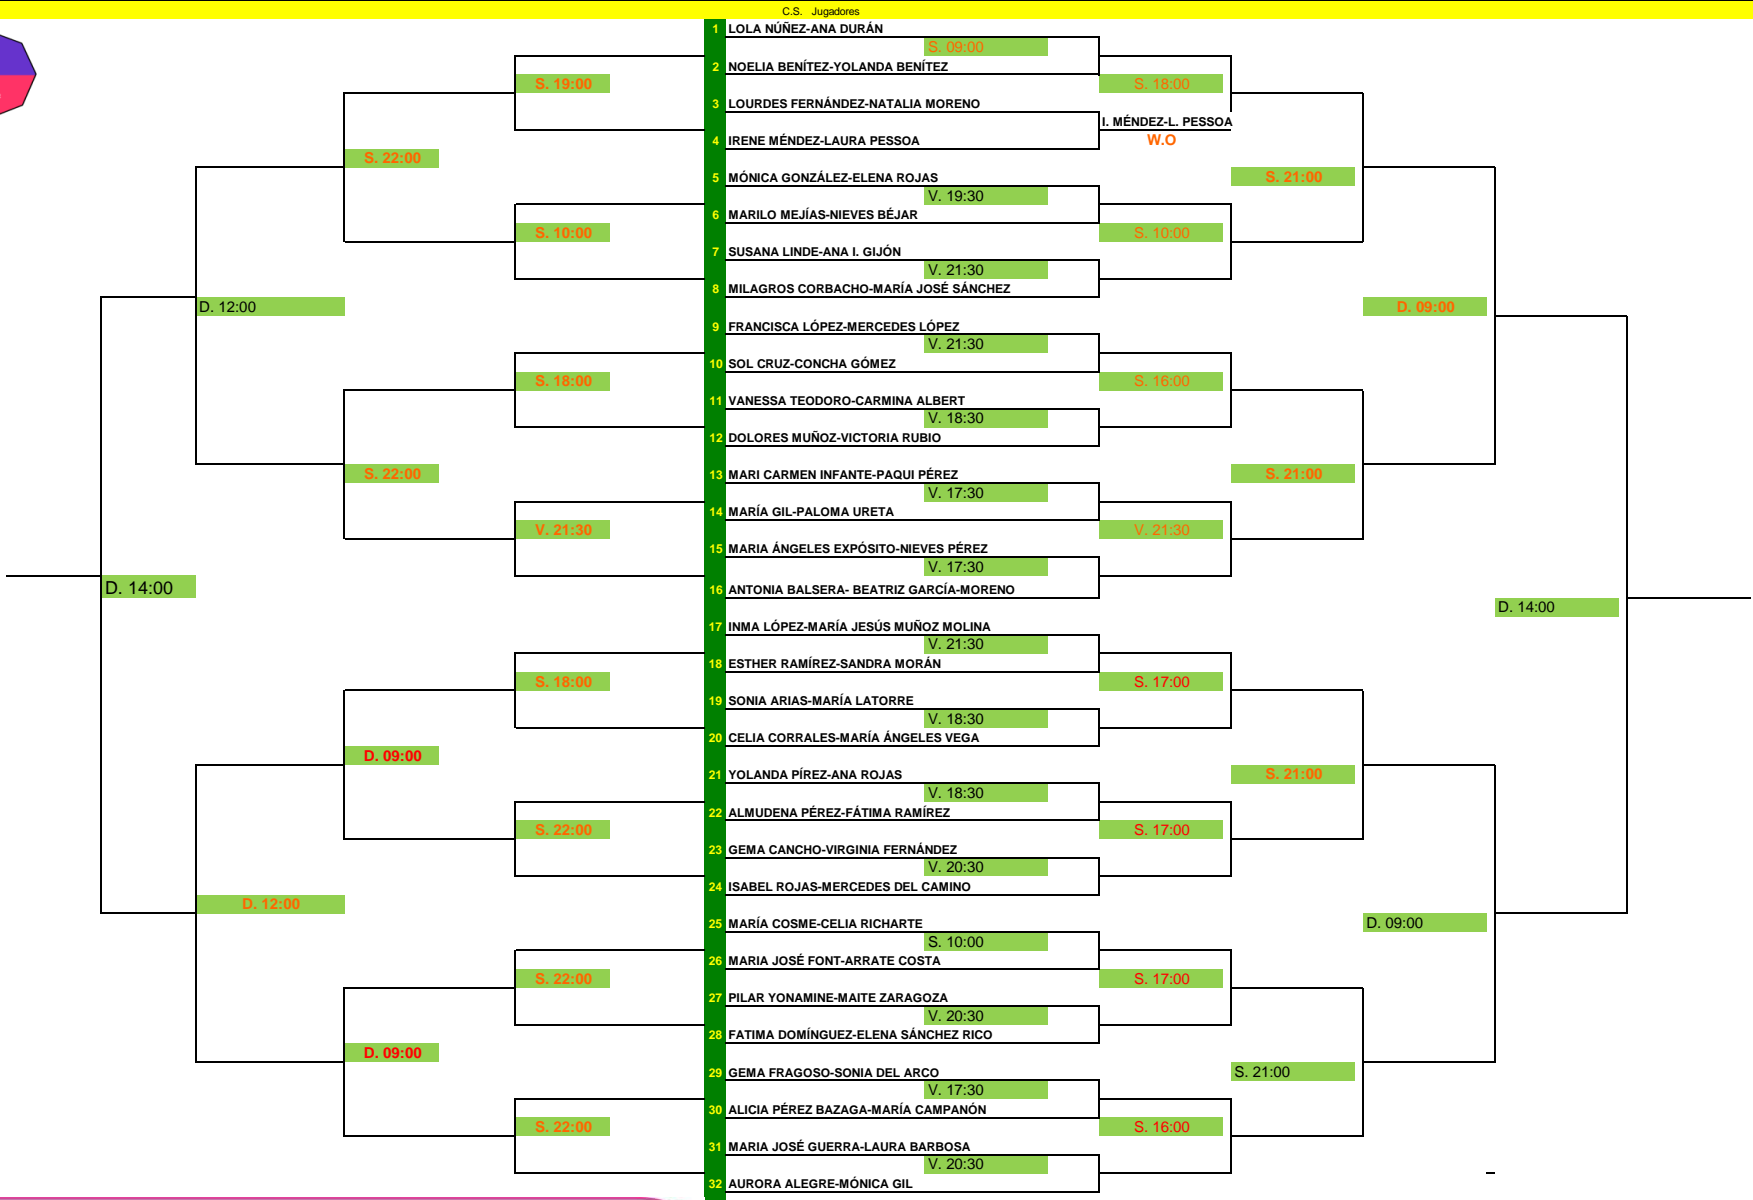 C.S. Jugadores
1 LOLA NÚÑEZ-ANA DURÁN
S. 09:00
2 NOELIA BENÍTEZ-YOLANDA BENÍTEZ
S. 19:00 S. 18:00
3 LOURDES FERNÁNDEZ-NATALIA MORENO
I. MÉNDEZ-L. PESSOA
4 IRENE MÉNDEZ-LAURA PESSOA W.O
S. 22:00
5 MÓNICA GONZÁLEZ-ELENA ROJAS S. 21:00
V. 19:30
6 MARILO MEJÍAS-NIEVES BÉJAR
S. 10:00 S. 10:00
7 SUSANA LINDE-ANA I. GIJÓN
V. 21:30
8 MILAGROS CORBACHO-MARÍA JOSÉ SÁNCHEZ
D. 12:00 D. 09:00
9 FRANCISCA LÓPEZ-MERCEDES LÓPEZ
V. 21:30
10 SOL CRUZ-CONCHA GÓMEZ
S. 18:00 S. 16:00
11 VANESSA TEODORO-CARMINA ALBERT
V. 18:30
12 DOLORES MUÑOZ-VICTORIA RUBIO
S. 22:00 13 MARI CARMEN INFANTE-PAQUI PÉREZ S. 21:00
V. 17:30
14 MARÍA GIL-PALOMA URETA
V. 21:30 V. 21:30
15 MARIA ÁNGELES EXPÓSITO-NIEVES PÉREZ
V. 17:30
D. 14:00 16 ANTONIA BALSERA- BEATRIZ GARCÍA-MORENO
D. 14:00
17 INMA LÓPEZ-MARÍA JESÚS MUÑOZ MOLINA
V. 21:30
18 ESTHER RAMÍREZ-SANDRA MORÁN
S. 18:00 S. 17:00
19 SONIA ARIAS-MARÍA LATORRE
V. 18:30
20 CELIA CORRALES-MARÍA ÁNGELES VEGA
D. 09:00
21 YOLANDA PÍREZ-ANA ROJAS S. 21:00
V. 18:30
22 ALMUDENA PÉREZ-FÁTIMA RAMÍREZ
S. 22:00 S. 17:00
23 GEMA CANCHO-VIRGINIA FERNÁNDEZ
V. 20:30
24 ISABEL ROJAS-MERCEDES DEL CAMINO
D. 12:00
25 MARÍA COSME-CELIA RICHARTE D. 09:00
S. 10:00
26 MARIA JOSÉ FONT-ARRATE COSTA
S. 22:00 S. 17:00
27 PILAR YONAMINE-MAITE ZARAGOZA
V. 20:30
28 FATIMA DOMÍNGUEZ-ELENA SÁNCHEZ RICO
D. 09:00
29 GEMA FRAGOSO-SONIA DEL ARCO S. 21:00
V. 17:30
30 ALICIA PÉREZ BAZAGA-MARÍA CAMPANÓN
S. 22:00 S. 16:00
31 MARIA JOSÉ GUERRA-LAURA BARBOSA
V. 20:30
32 AURORA ALEGRE-MÓNICA GIL